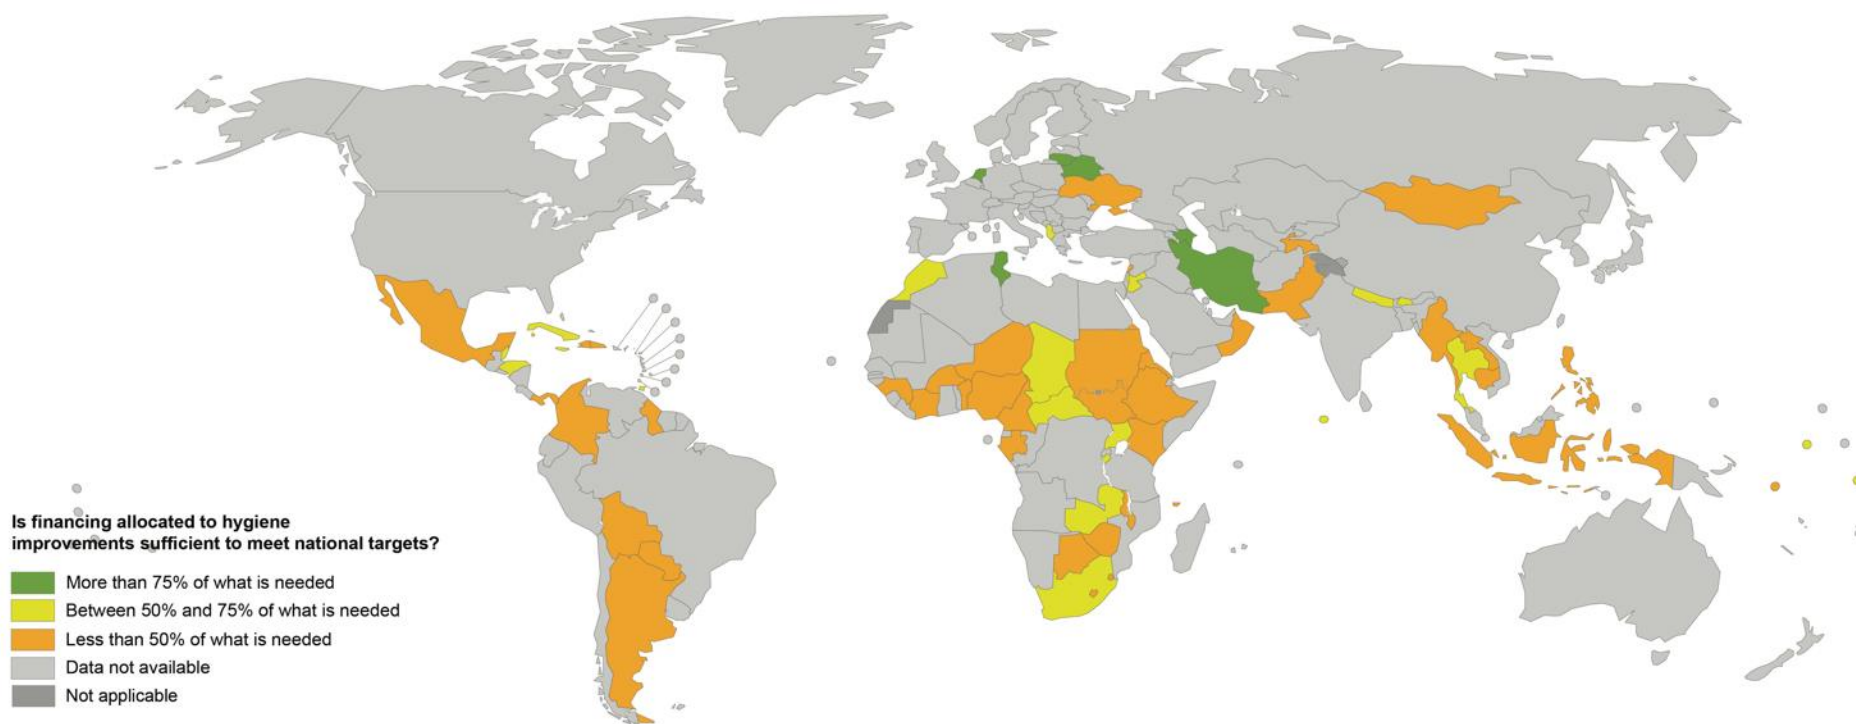 Is financing allocated to hygiene
improvements sufficient to meet national targets?
More than 75% of what is needed
Between 50% and 75% of what is needed
Less than 50% of what is needed
Data not available
Not applicable